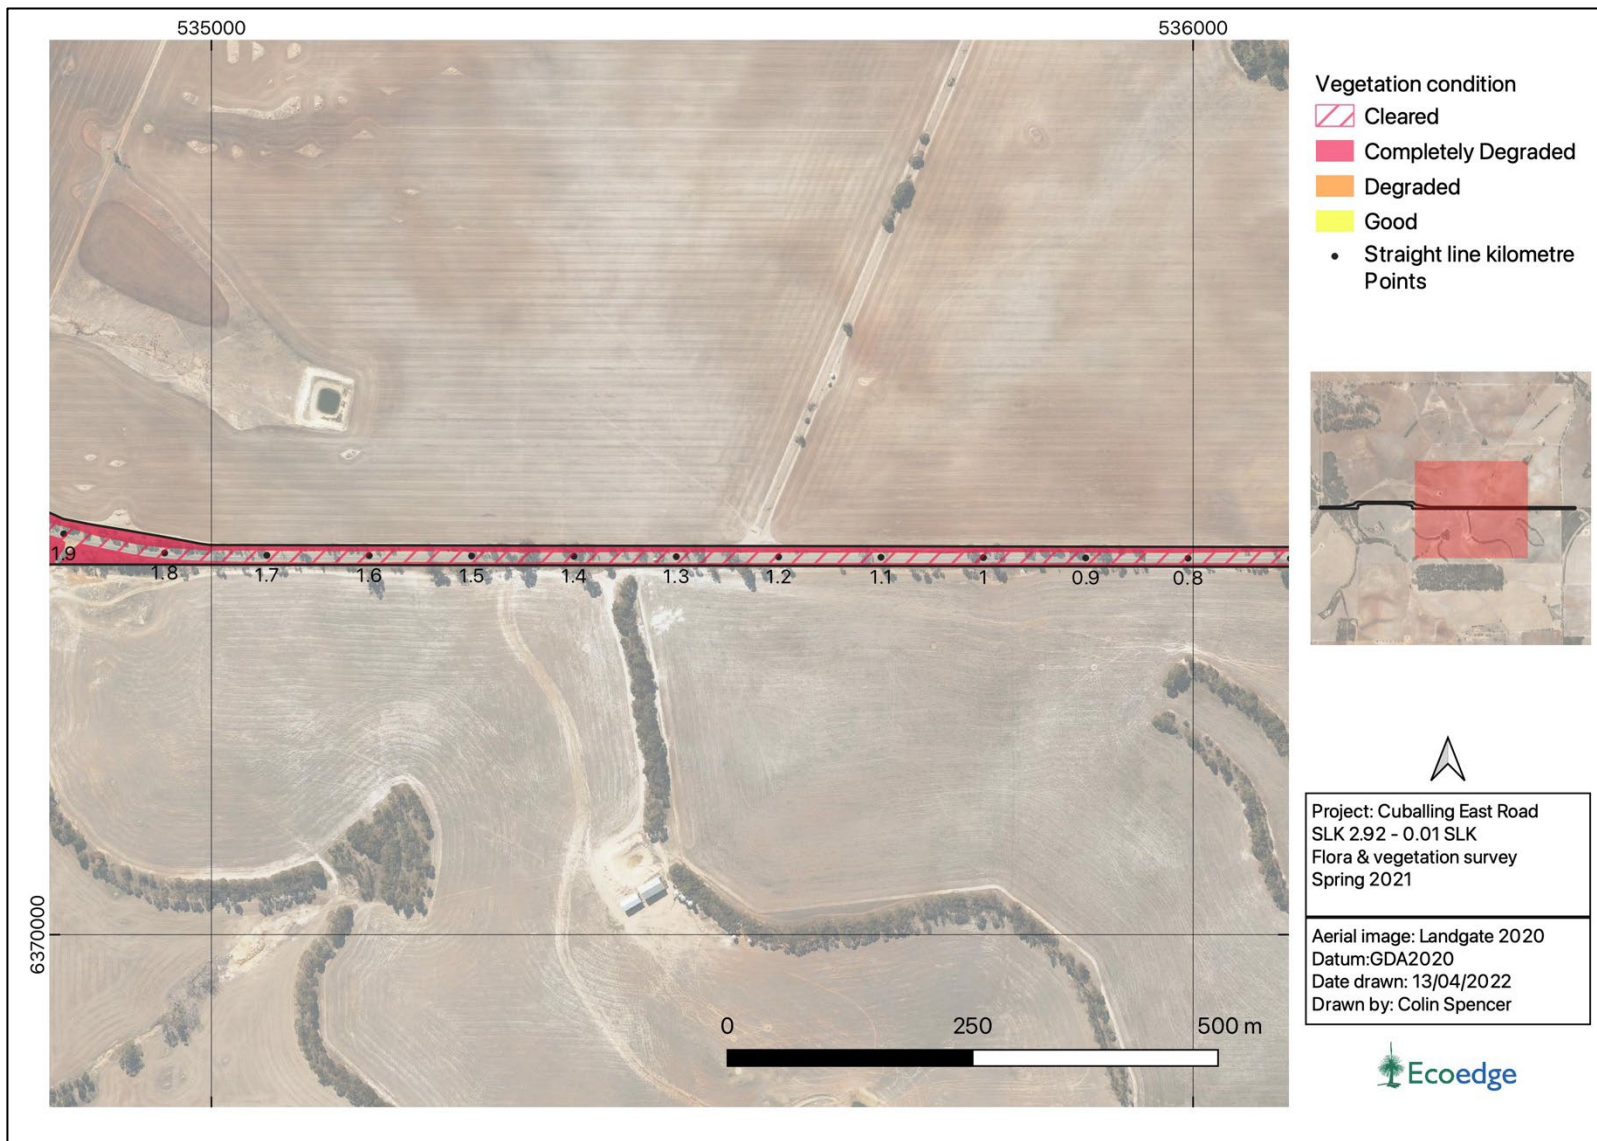 535000
536000
Vegetation condition
Cleared
Completely Degraded
Degraded
Good
Straight line kilometre
Points
1.9
1.8
1.7
1.6
1.5
1.4
1.3
1.2
1.1
1
0.9
0.8
6370000
0
250
500 m
Project: Cuballing East Road
SLK 2.92 - 0.01 SLK
Flora & vegetation survey
Spring 2021
Aerial image: Landgate 2020
Datum:GDA2020
Date drawn: 13/04/2022
Drawn by: Colin Spencer
Ecoedge